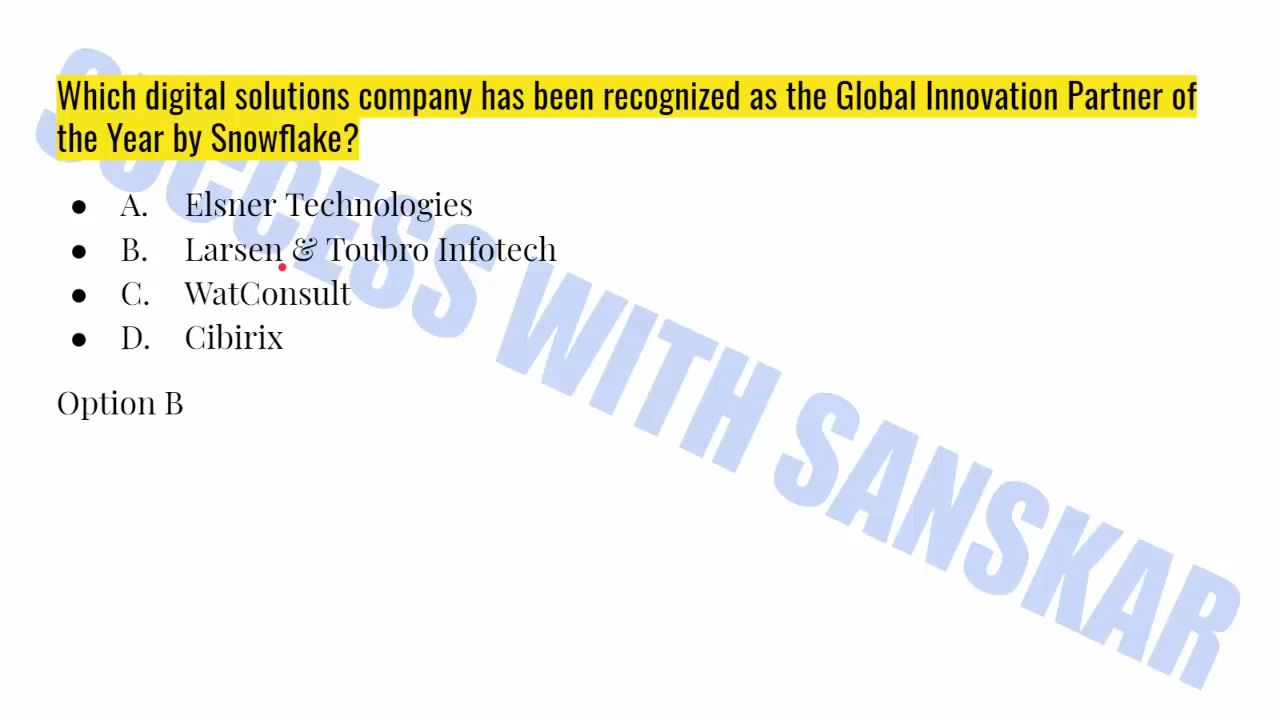 Which digital solutions company has been recognized as the Global Innovation Partner of
the Year by Snowflake?
● A. Elsner Technologies
● B. Larsen & Toubro Infotech
● C. WatConsult
● D. Cibirix
Option B
SUCCESS WITH SANSKAR